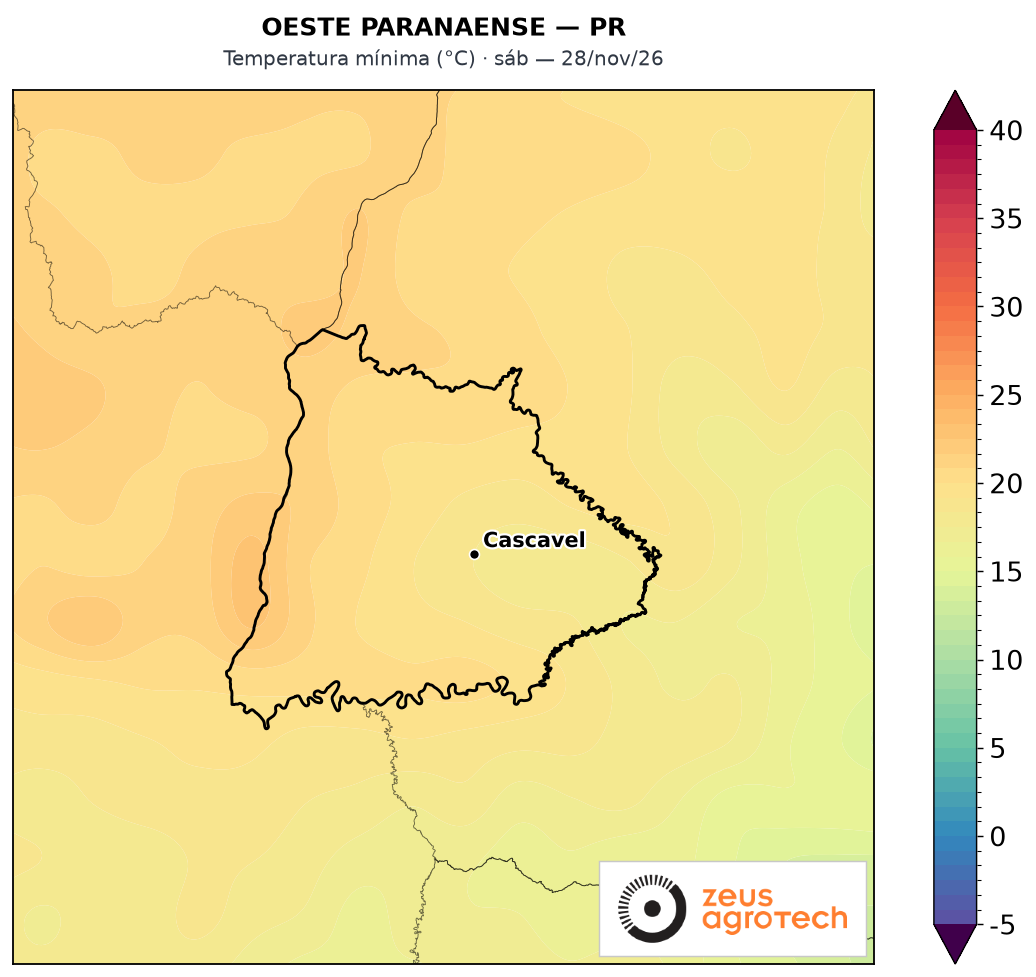 OESTE PARANAENSE — PR
Temperatura mínima (°C) · sáb — 28/nov/26
40
35
30
25
20
15
10
5
0
-5
Cascavel
zeus
agrotech